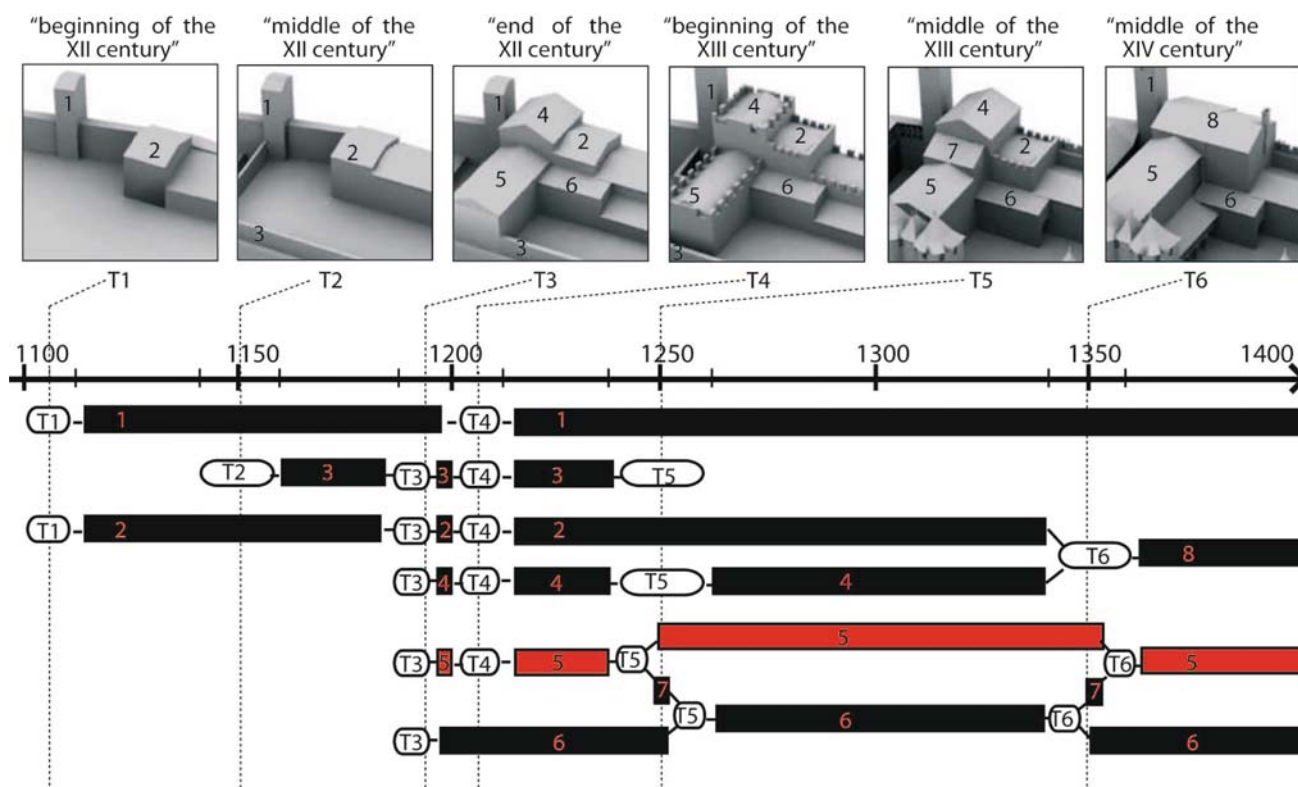 "beginning of the XII century"
"middle of the XII century"
"end of the XII century"
"beginning of the XIII century"
"middle of the XIII century"
"middle of the XIV century"
1 2
1 2 3
1 4 2 5 6 3
1 4 2 5 6 3
4 7 2 5 6
1 8 5 6
T1 T2 T3 T4 T5 T6
1100 1150 1200 1250 1300 1350 1400
T1 1 T4 1
T2 3 T3 3 T4 3 T5
T1 2 T3 2 T4 2
T6 8
T3 4 T4 4 T5 4
5
T3 5 T4 5 T5 T6 5
7 7
T5 6 T6
T3 6 6